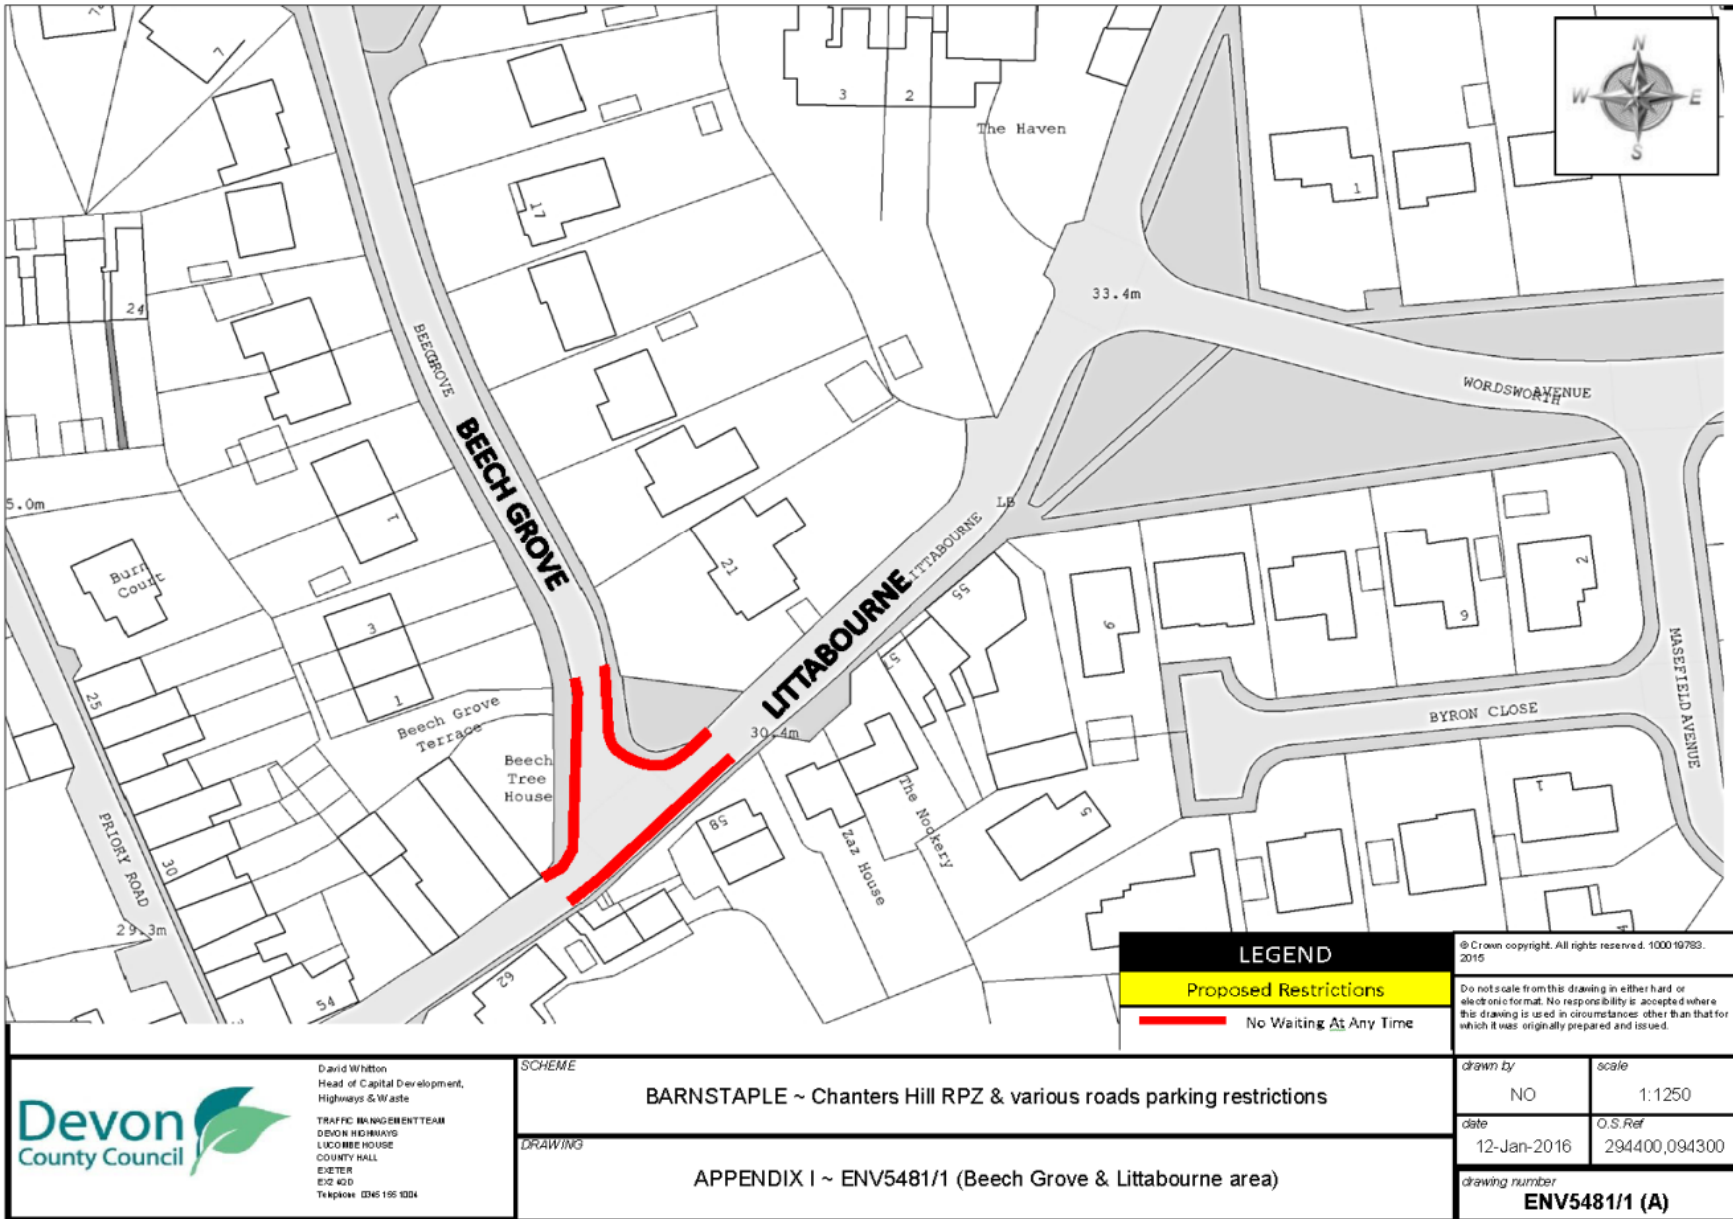 7
3
2
The Haven
N
W
E
S
1
17
24
33.4m
BEECH GROVE
WORDSWORTH AVENUE
BEECH GROVE
5.0m
LB
LITTABOURNE
1
Burn
Court
21
LITTABOURNE
55
6
9
2
3
1
25
Beech Grove
Terrace
30.4m
MASEFIELD AVENUE
BYRON CLOSE
Beech
Tree
House
The Nookery
Zaz House
58
5
1
PRIORY ROAD
30
29.3m
54
62
LEGEND
Proposed Restrictions
No Waiting At Any Time
© Crown copyright. All rights reserved. 100019783.
2015
Do not scale from this drawing in either hard or
electronic format. No responsibility is accepted where
this drawing is used in circumstances other than that for
which it was originally prepared and issued.
Devon
County Council
David Whitton
Head of Capital Development,
Highways & Waste
TRAFFIC MANAGEMENT TEAM
DEVON HIGHWAYS
LUCOMBE HOUSE
COUNTY HALL
EXETER
EX2 4QD
SCHEME
BARNSTAPLE ~ Chanters Hill RPZ & various roads parking restrictions
DRAWING
APPENDIX I ~ ENV5481/1 (Beech Grove & Littabourne area)
drawn by
NO
scale
1:1250
date
12-Jan-2016
O.S.Ref
294400,094300
drawing number
ENV5481/1 (A)